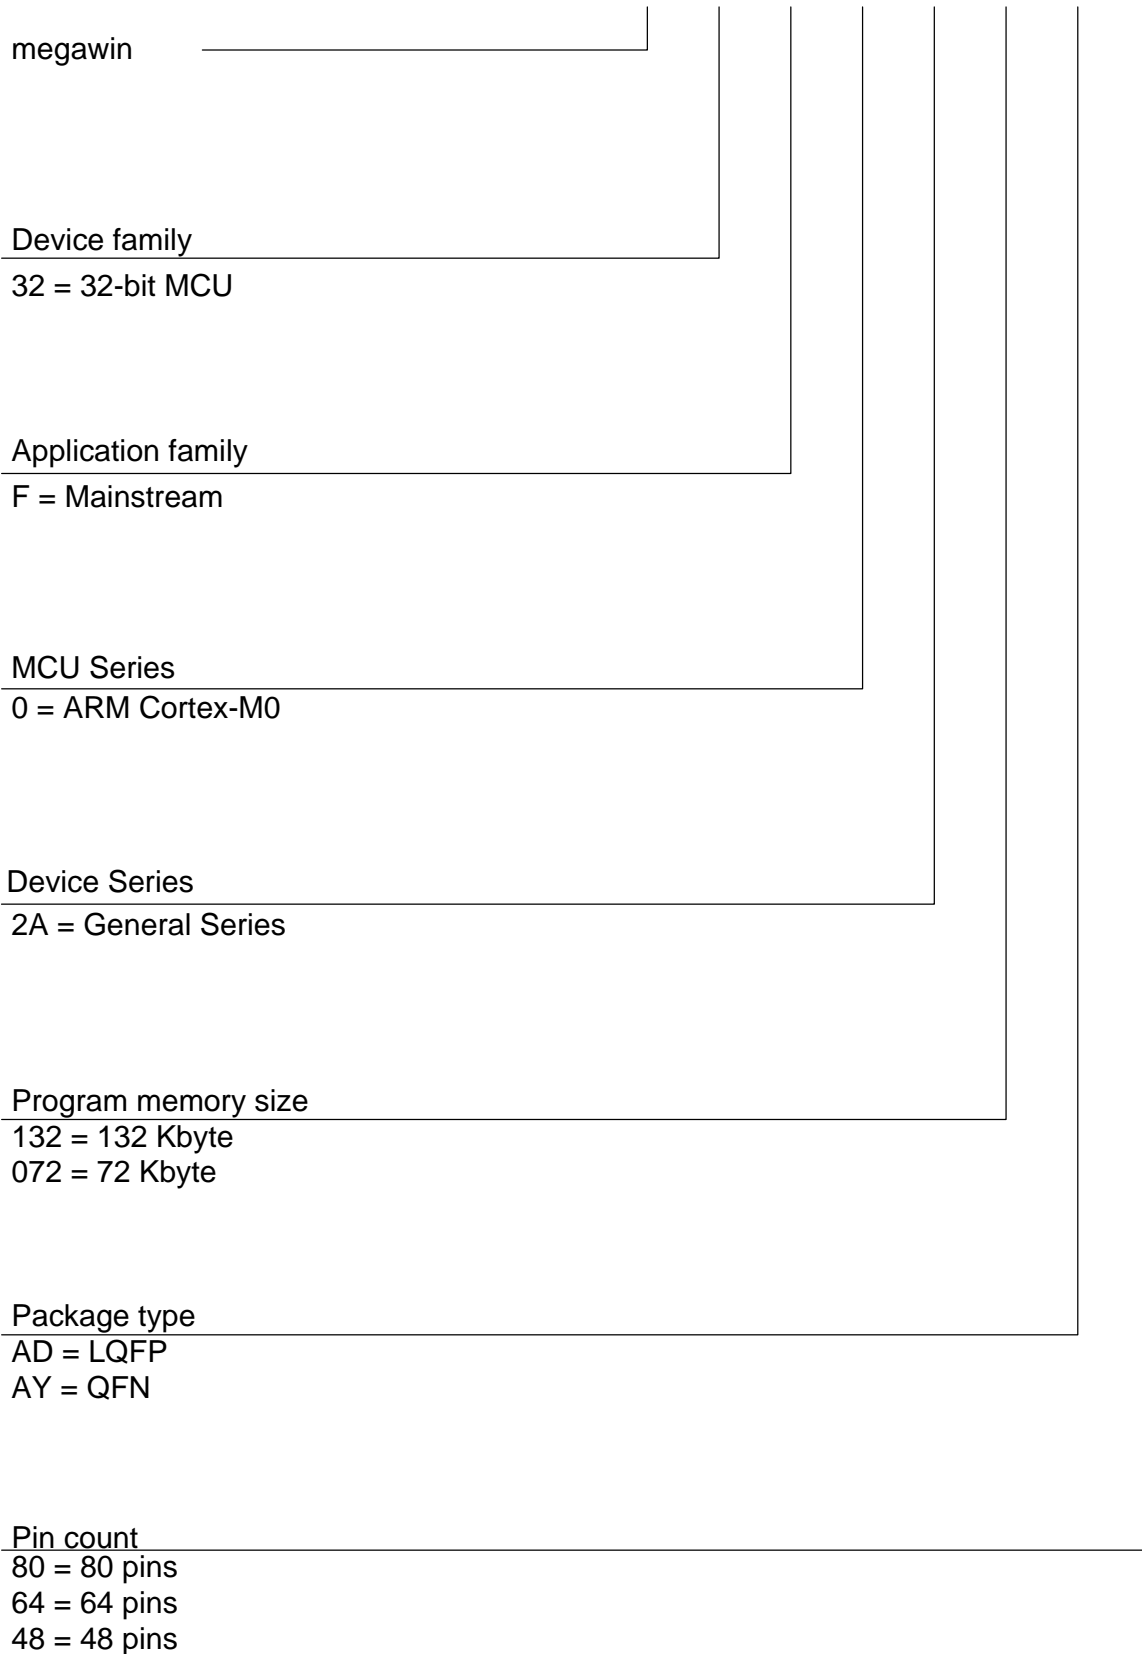 megawin
Device family
32 = 32-bit MCU
Application family
F = Mainstream
MCU Series
0 = ARM Cortex-M0
Device Series
2A = General Series
Program memory size
132 = 132 Kbyte
072 = 72 Kbyte
Package type
AD = LQFP
AY = QFN
Pin count
80 = 80 pins
64 = 64 pins
48 = 48 pins